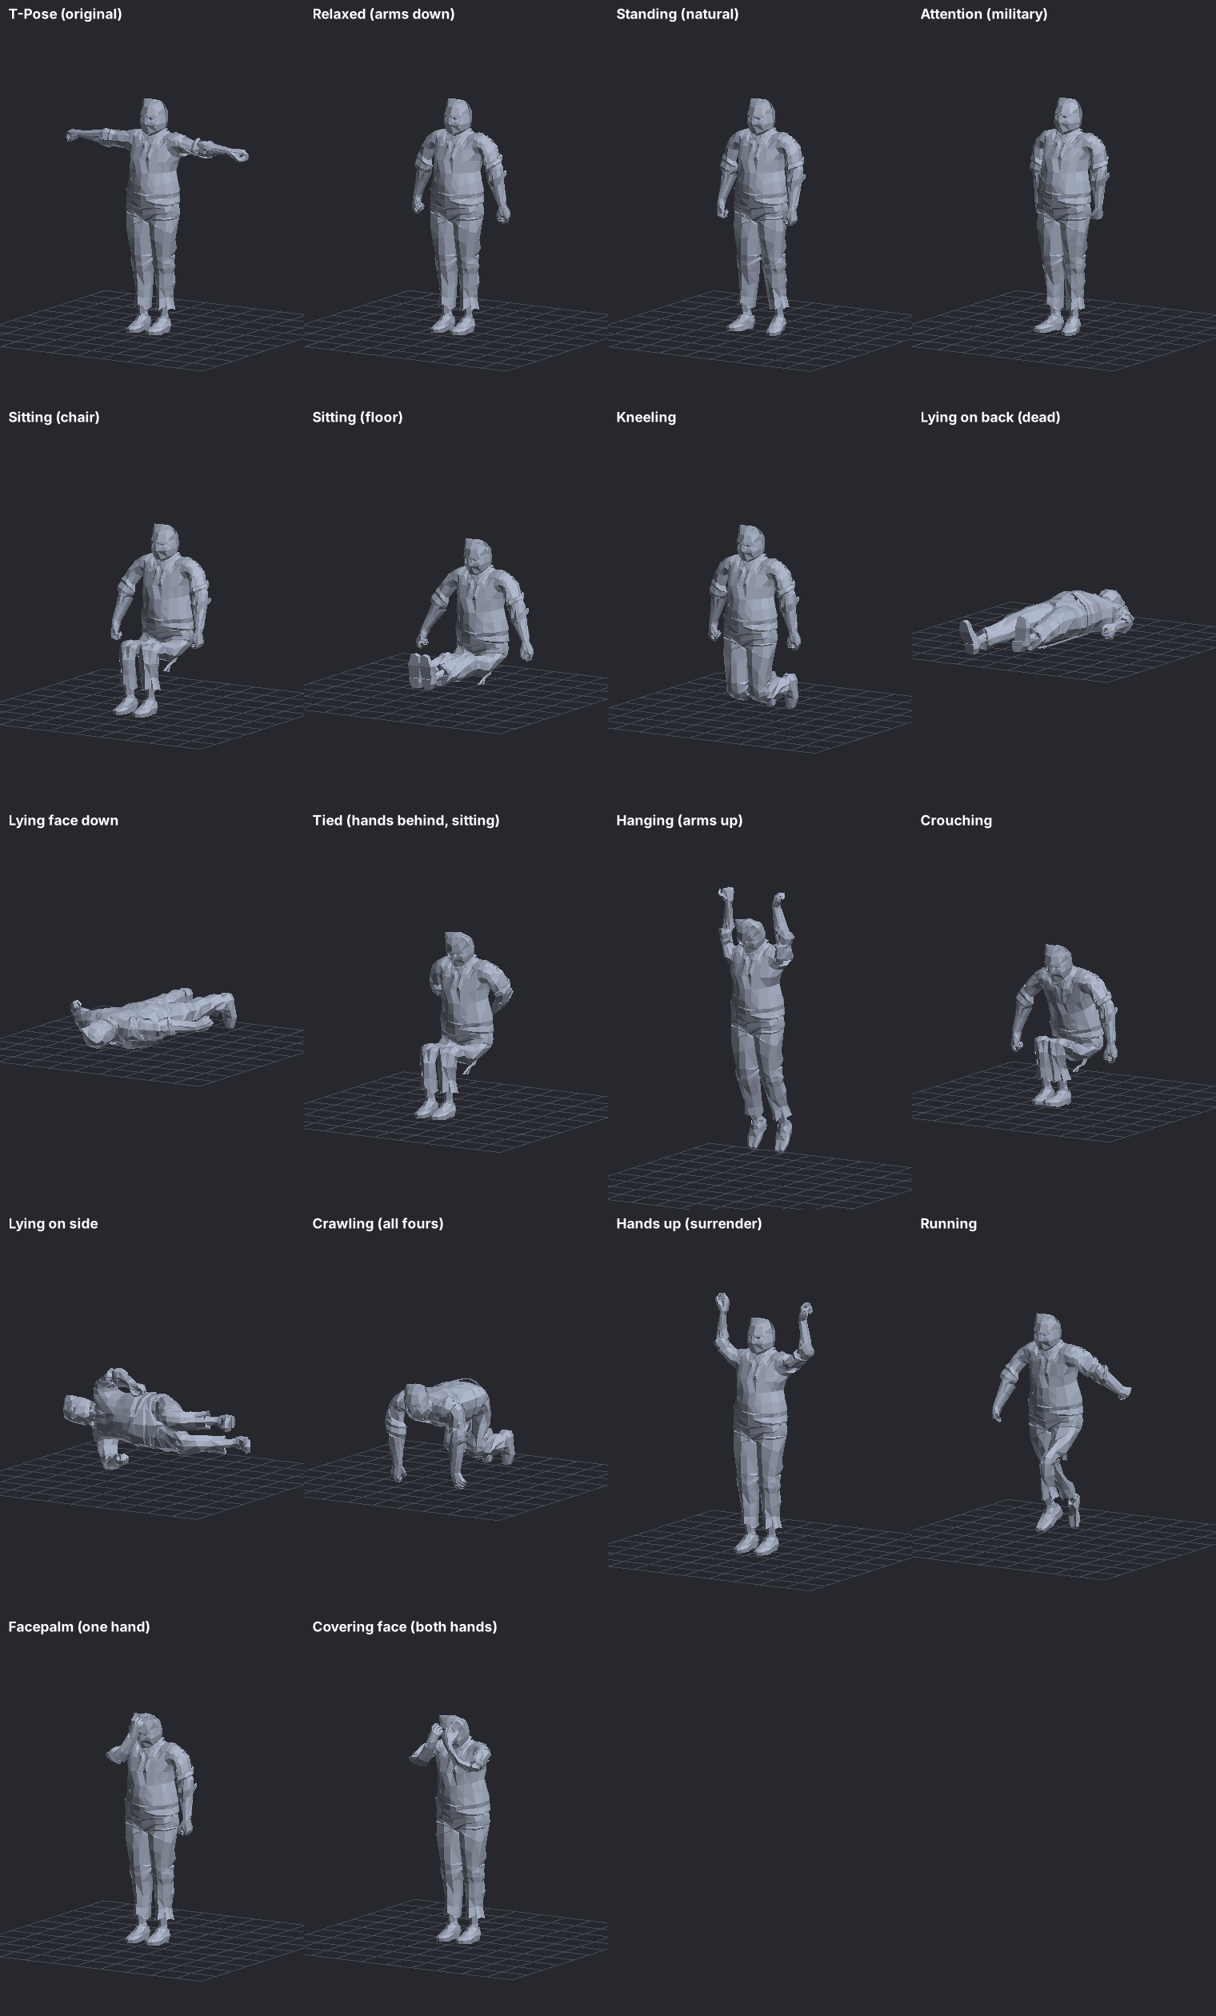 T-Pose (original)
Relaxed (arms down)
Standing (natural)
Attention (military)
Sitting (chair)
Sitting (floor)
Kneeling
Lying on back (dead)
Lying face down
Tied (hands behind, sitting)
Hanging (arms up)
Crouching
Lying on side
Crawling (all fours)
Hands up (surrender)
Running
Facepalm (one hand)
Covering face (both hands)